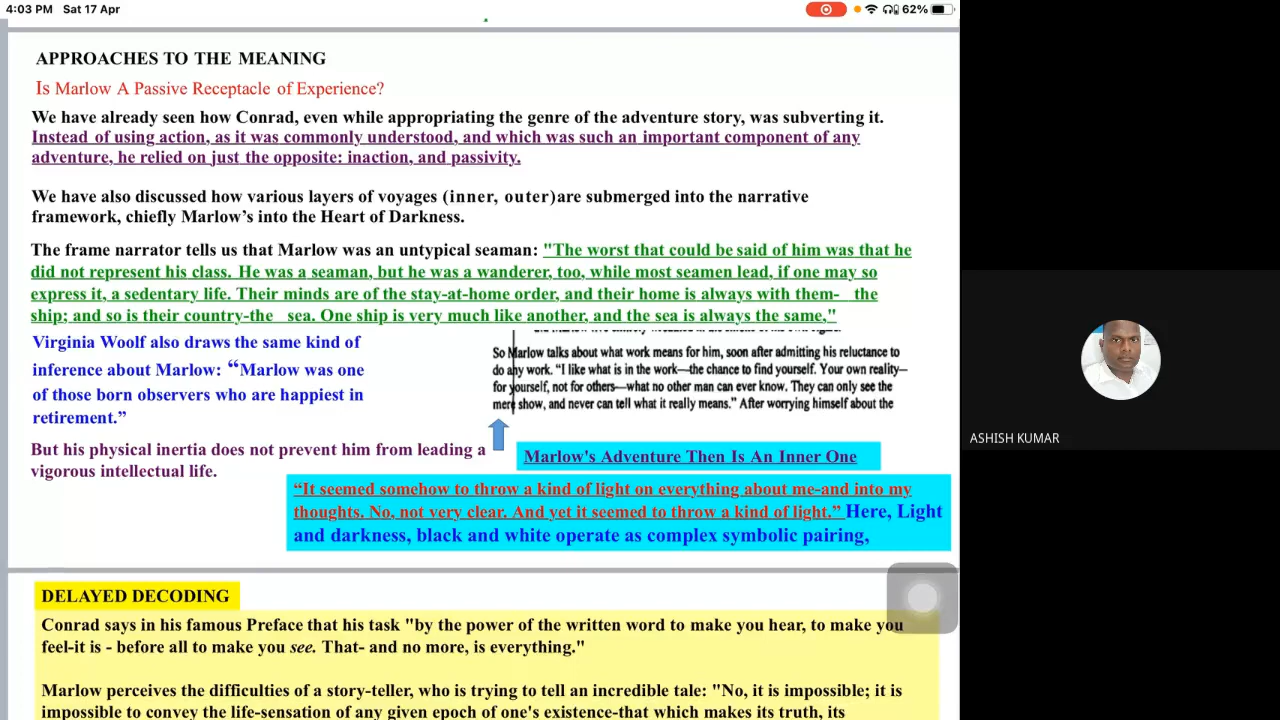 4:03 PM Sat 17 Apr
62%
APPROACHES TO THE MEANING
Is Marlow A Passive Receptacle of Experience?
We have already seen how Conrad, even while appropriating the genre of the adventure story, was subverting it.
Instead of using action, as it was commonly understood, and which was such an important component of any
adventure, he relied on just the opposite: inaction, and passivity.
We have also discussed how various layers of voyages (inner, outer)are submerged into the narrative
framework, chiefly Marlow's into the Heart of Darkness.
The frame narrator tells us that Marlow was an untypical seaman: "The worst that could be said of him was that he
did not represent his class. He was a seaman, but he was a wanderer, too, while most seamen lead, if one may so
express it, a sedentary life. Their minds are of the stay-at-home order, and their home is always with them- the
ship; and so is their country-the sea. One ship is very much like another, and the sea is always the same,"
Virginia Woolf also draws the same kind of
inference about Marlow: “Marlow was one
of those born observers who are happiest in
retirement.”
But his physical inertia does not prevent him from leading a
vigorous intellectual life.
So Marlow talks about what work means for him, soon after admitting his reluctance to
do any work. “I like what is in the work—the chance to find yourself. Your own reality—
for yourself, not for others—what no other man can ever know. They can only see the
mere show, and never can tell what it really means.” After worrying himself about the
Marlow's Adventure Then Is An Inner One
“It seemed somehow to throw a kind of light on everything about me-and into my
thoughts. No, not very clear. And yet it seemed to throw a kind of light.” Here, Light
and darkness, black and white operate as complex symbolic pairing,
ASHISH KUMAR
DELAYED DECODING
Conrad says in his famous Preface that his task "by the power of the written word to make you hear, to make you
feel-it is - before all to make you see. That- and no more, is everything."
Marlow perceives the difficulties of a story-teller, who is trying to tell an incredible tale: "No, it is impossible; it is
impossible to convey the life-sensation of any given epoch of one's existence-that which makes its truth, its